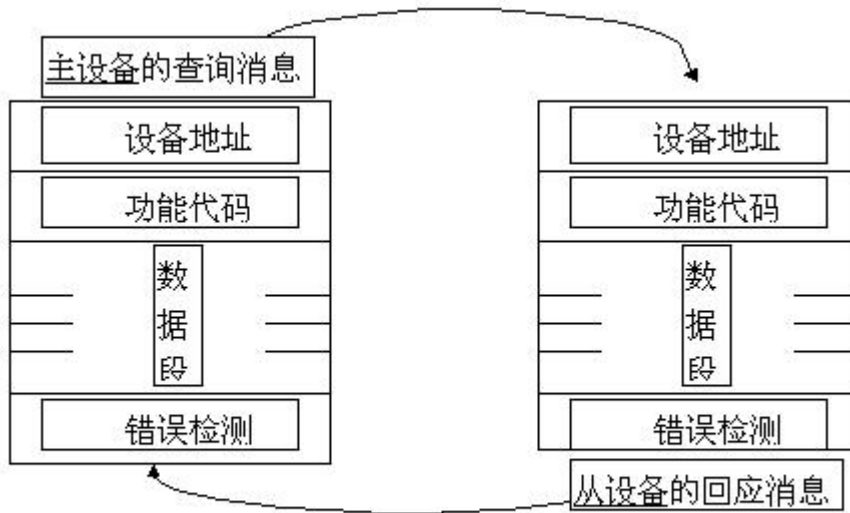 主设备的查询消息
设备地址
功能代码
数
据
段
错误检测
设备地址
功能代码
数
据
段
错误检测
从设备的回应消息